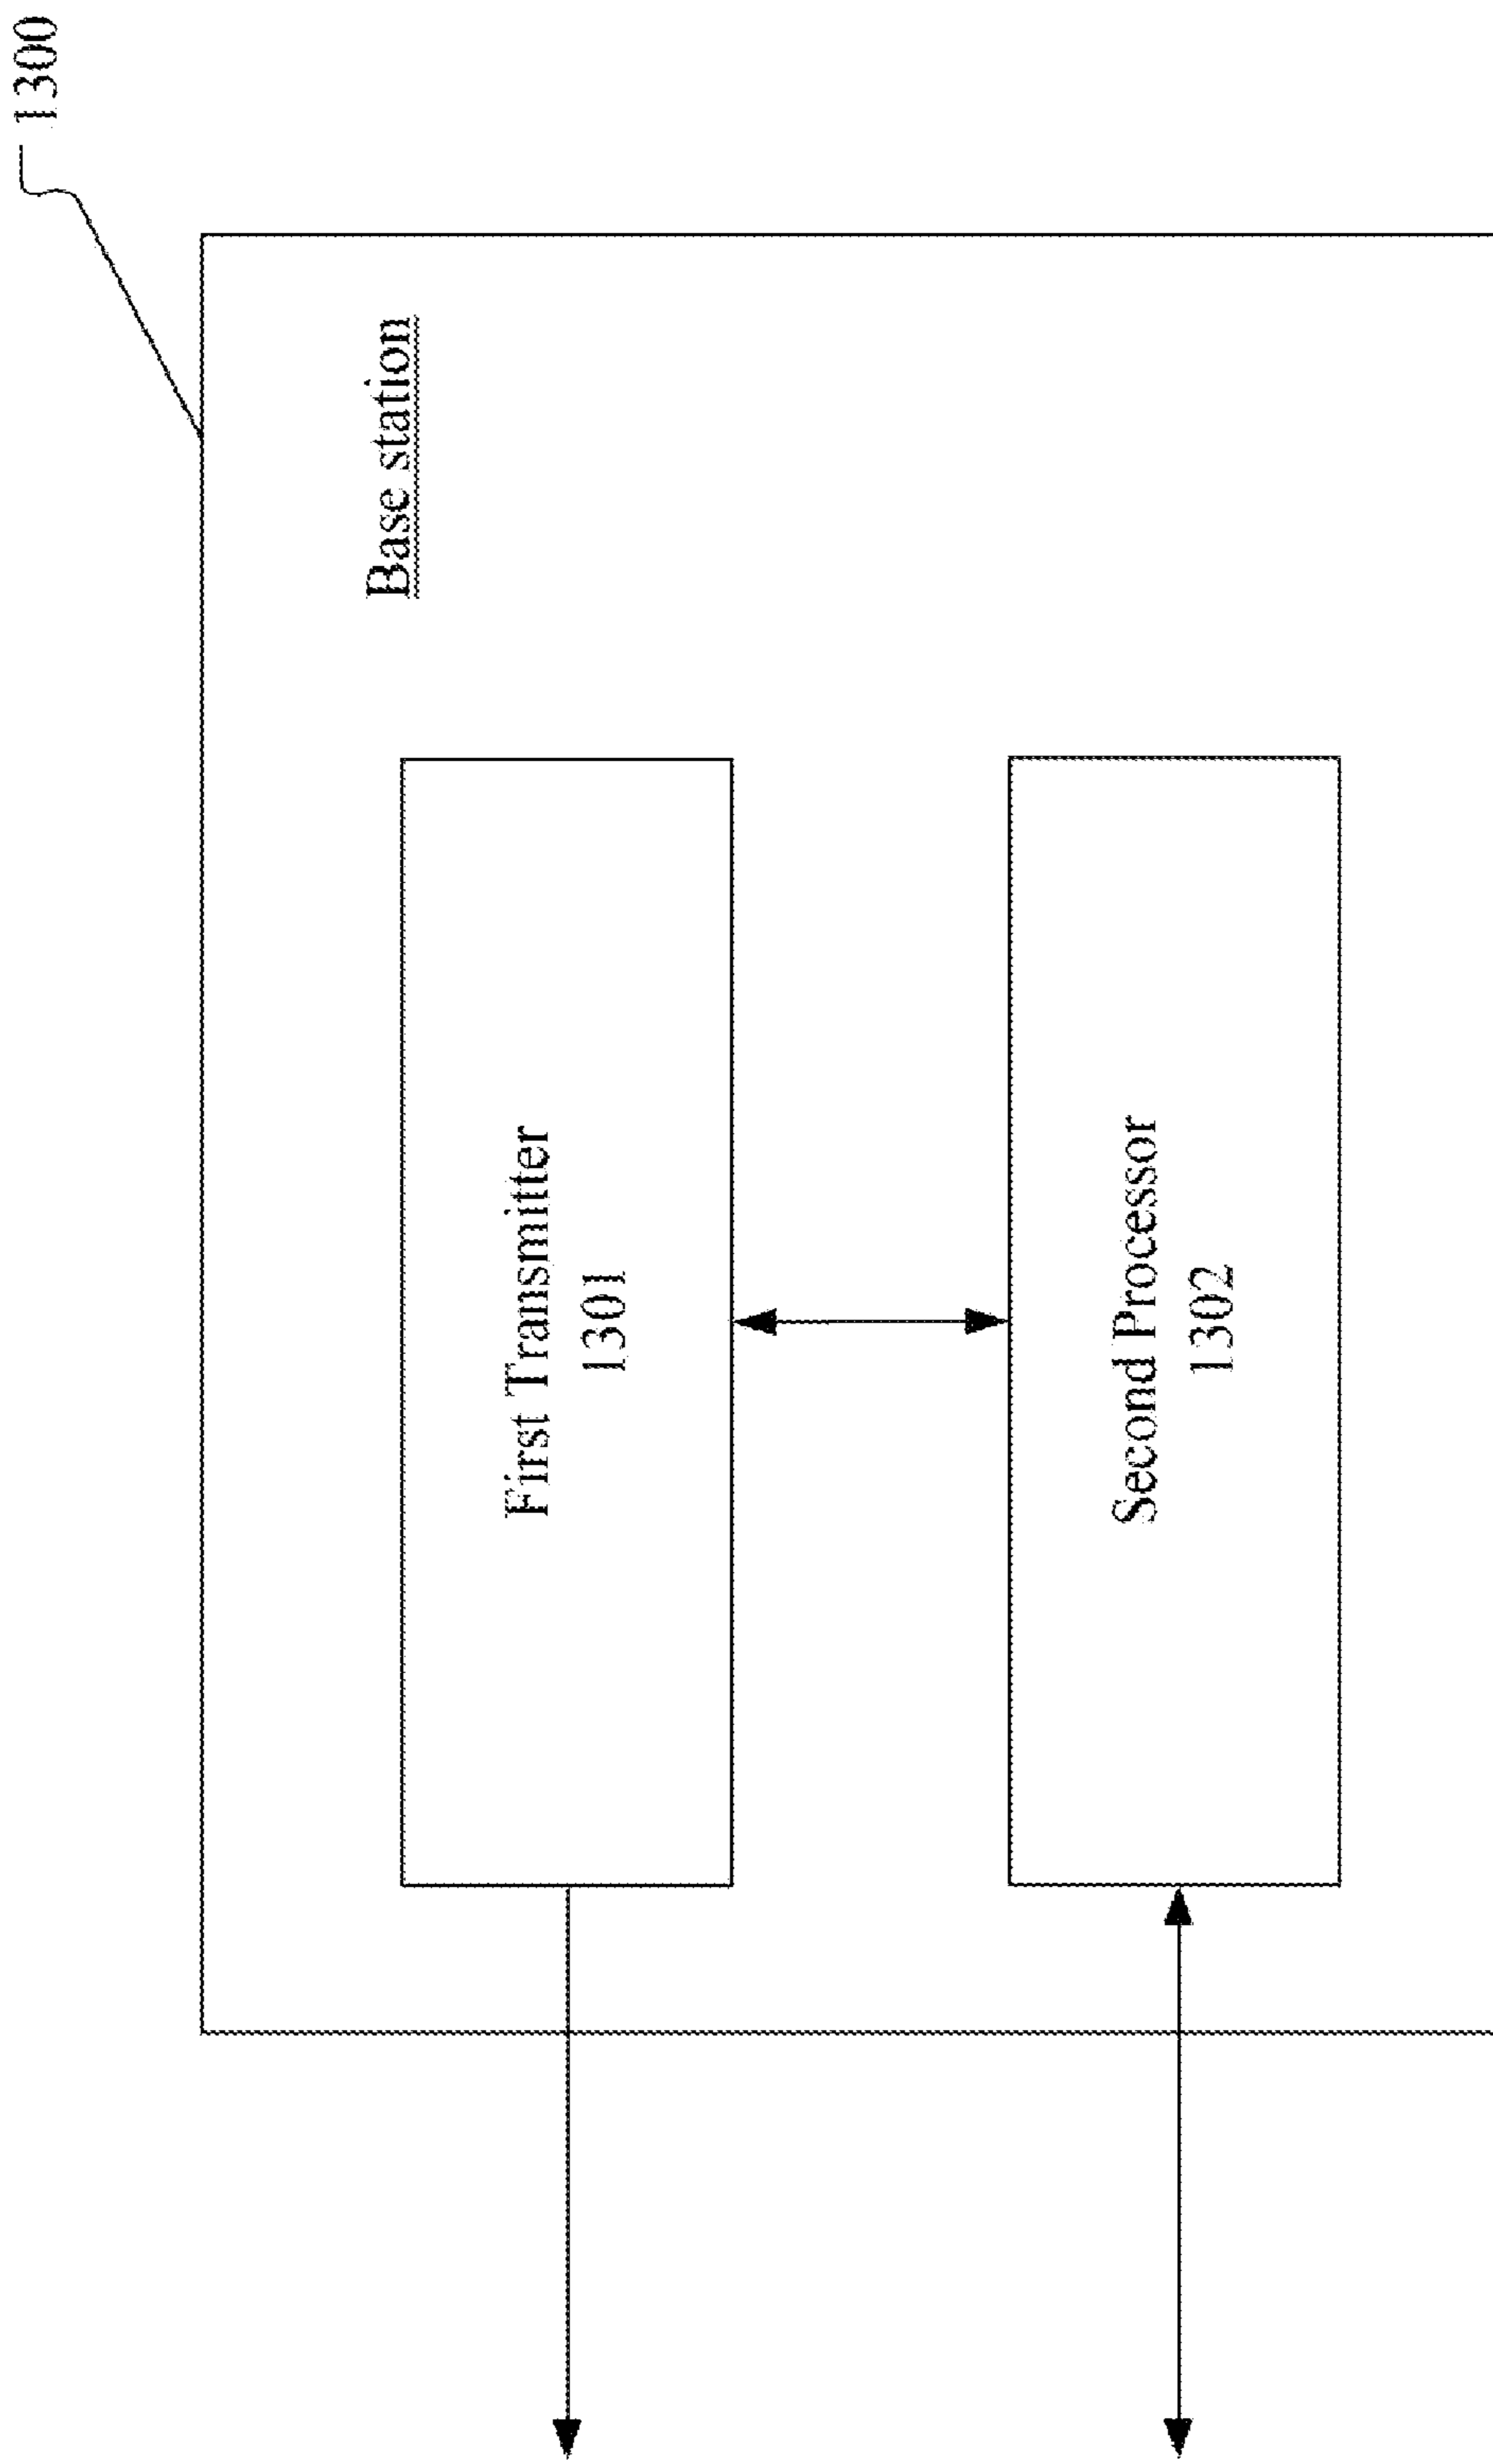 1300
Base station
First Transmitter
1301
Second Processor
1302